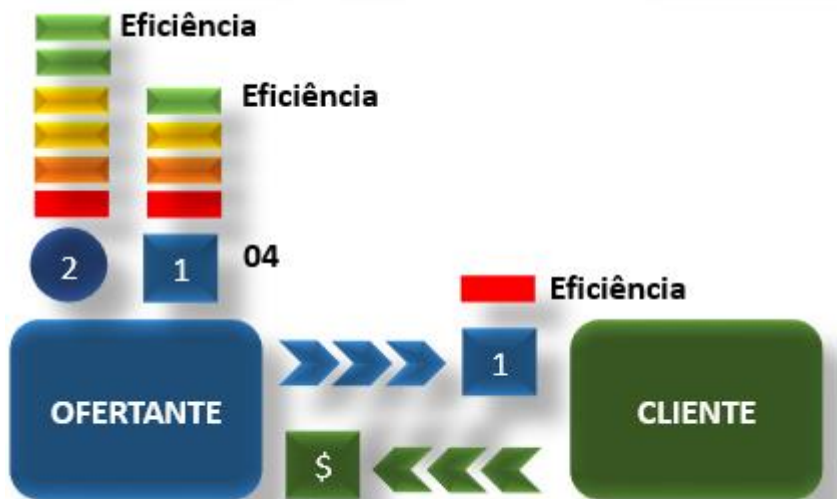 Eficiência
Eficiência
2
1
04
Eficiência
1
OFERTANTE
CLIENTE
$